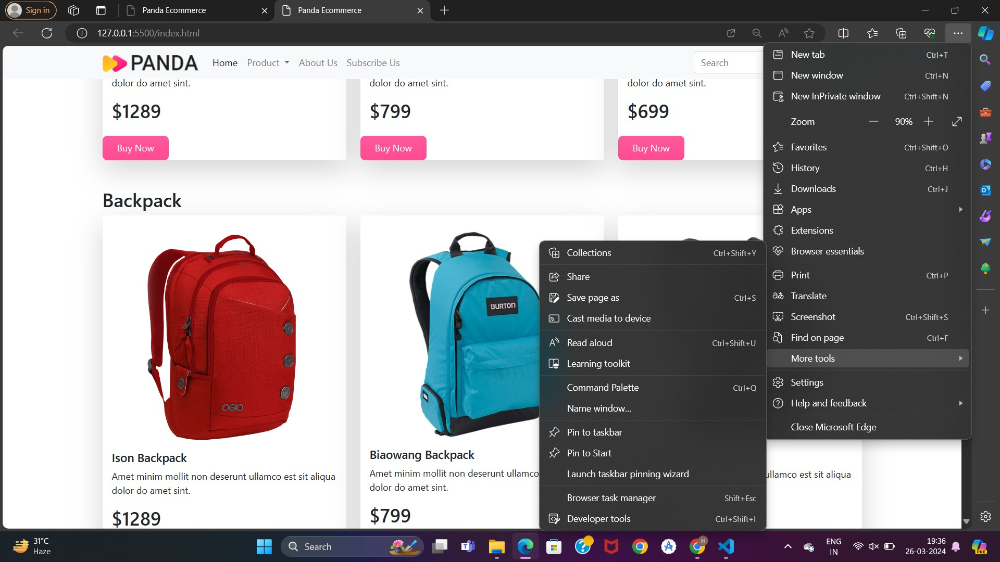 Sign in
Panda Ecommerce
Panda Ecommerce
127.0.0.1:5500/index.html
PANDA
Home Product About Us Subscribe Us
Search
dolor do amet sint.
dolor do amet sint.
dolor do amet sint.
$1289
$799
$699
Buy Now
Buy Now
Buy Now
Backpack
OGIO
BURTON
Ison Backpack
Amet minim mollit non deserunt ullamco est sit aliqua
dolor do amet sint.
$1289
Biaowang Backpack
Amet minim mollit non deserunt ullamco
dolor do amet sint.
$799
ullamco est sit aliqua
New tab Ctrl+T
New window Ctrl+N
New InPrivate window Ctrl+Shift+N
Zoom 90%
Favorites Ctrl+Shift+O
History Ctrl+H
Downloads Ctrl+J
Apps
Extensions
Browser essentials
Print Ctrl+P
Translate
Screenshot Ctrl+Shift+S
Find on page Ctrl+F
More tools
Settings
Help and feedback
Close Microsoft Edge
Collections Ctrl+Shift+Y
Share
Save page as Ctrl+S
Cast media to device
Read aloud Ctrl+Shift+U
Learning toolkit
Command Palette Ctrl+Q
Name window...
Pin to taskbar
Pin to Start
Launch taskbar pinning wizard
Browser task manager Shift+Esc
Developer tools Ctrl+Shift+I
31°C
Haze
Search
H
ENG
IN
19:36
26-03-2024
PRE